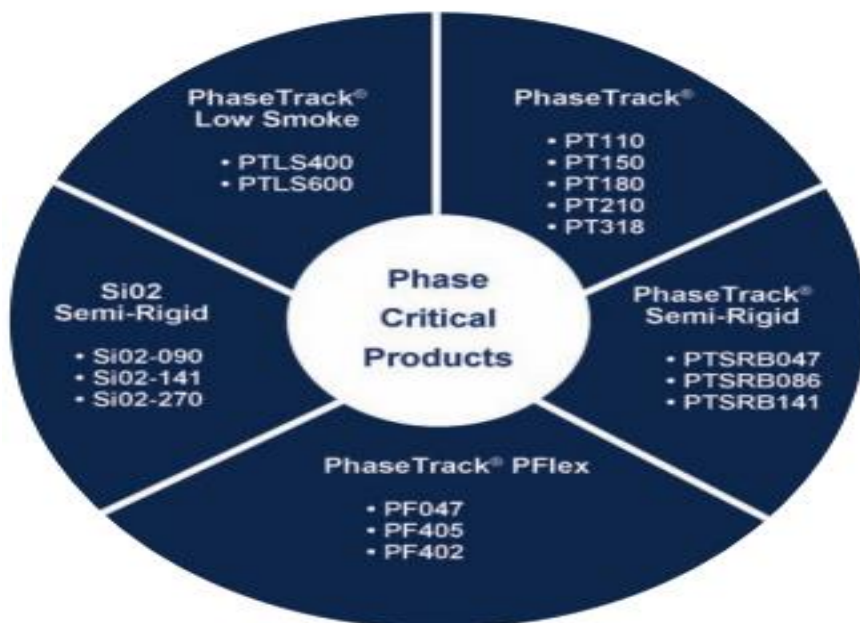 PhaseTrack®
Low Smoke
• PTLS400
• PTLS600
PhaseTrack®
• PT110
• PT150
• PT180
• PT210
• PT318
Si02
Semi-Rigid
• Si02-090
• Si02-141
• Si02-270
Phase
Critical
Products
PhaseTrack®
Semi-Rigid
• PTSRB047
• PTSRB086
• PTSRB141
PhaseTrack® PFlex
• PF047
• PF405
• PF402